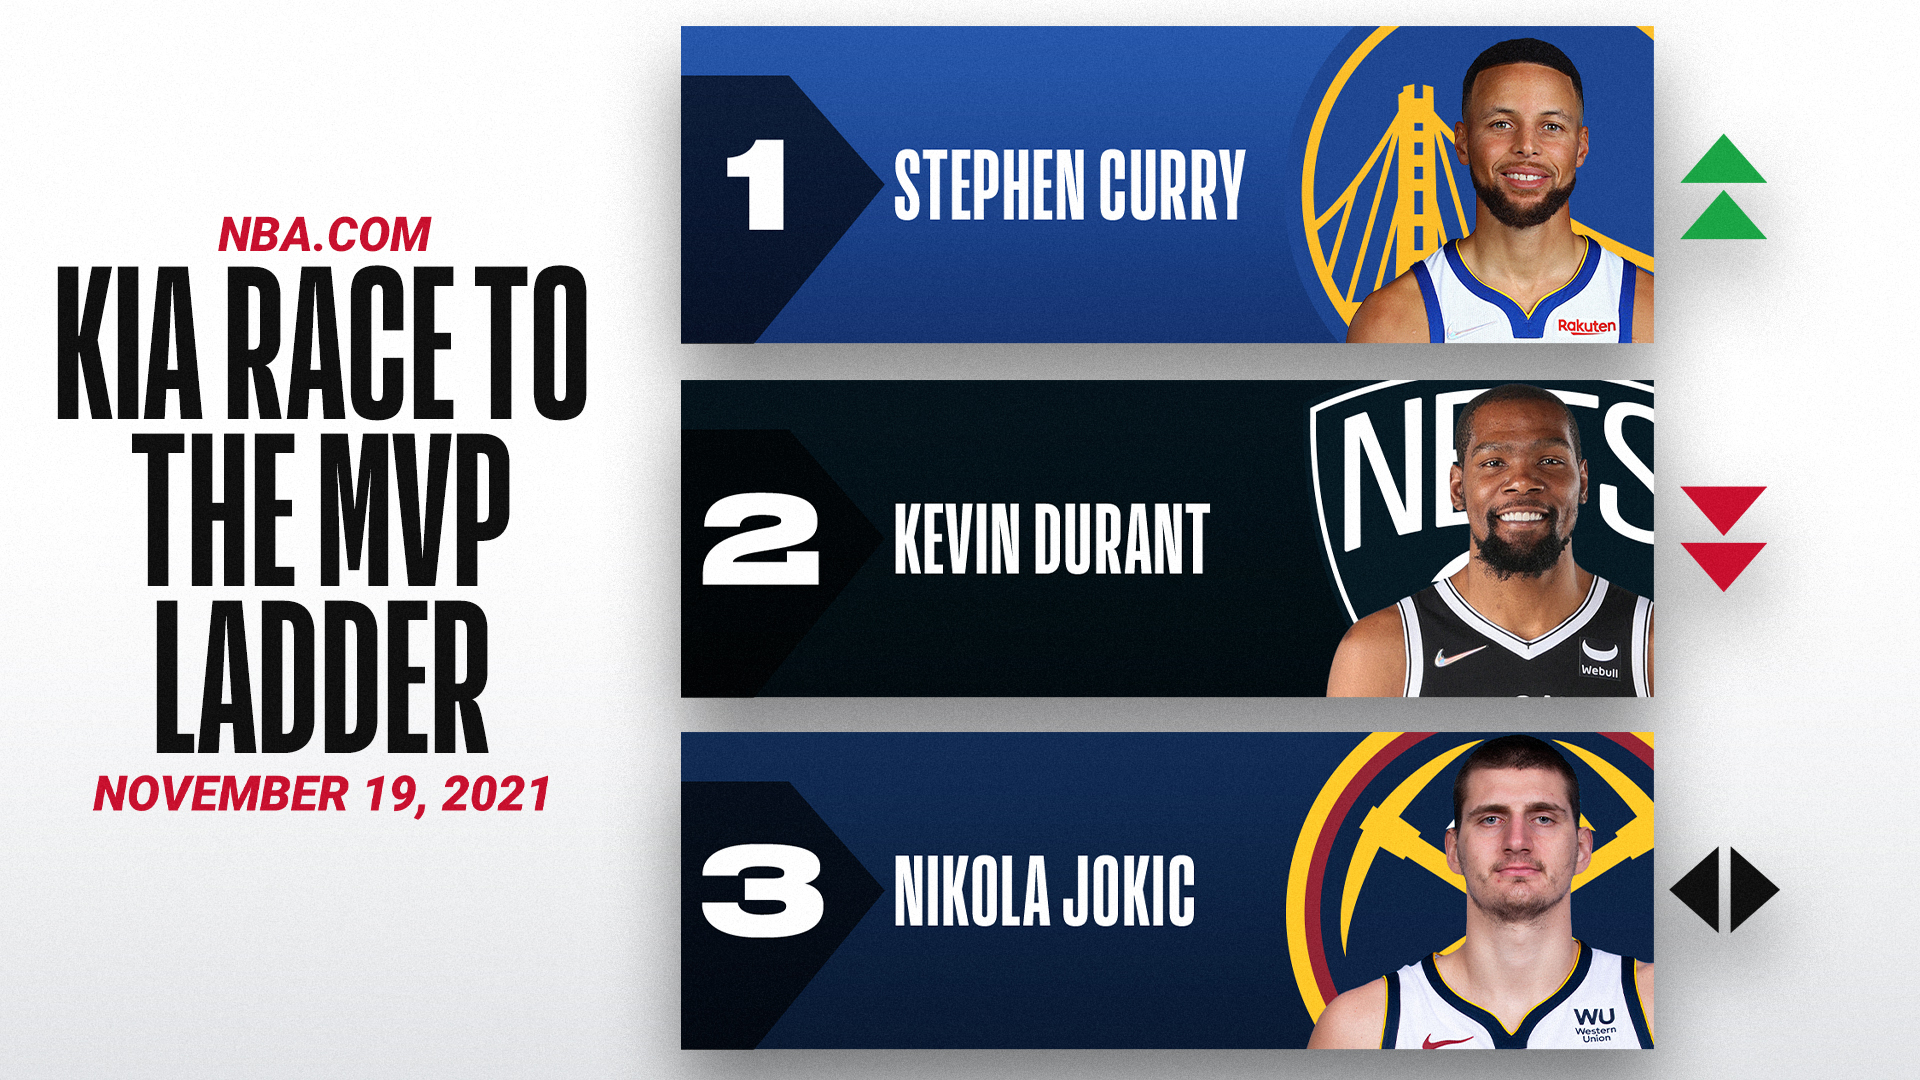 NBA.COM
KIA RACE TO
THE MVP
LADDER
NOVEMBER 19, 2021
1
STEPHEN CURRY
Rakuten
2
KEVIN DURANT
NETS
Webull
3
NIKOLA JOKIC
WU
Western
Union